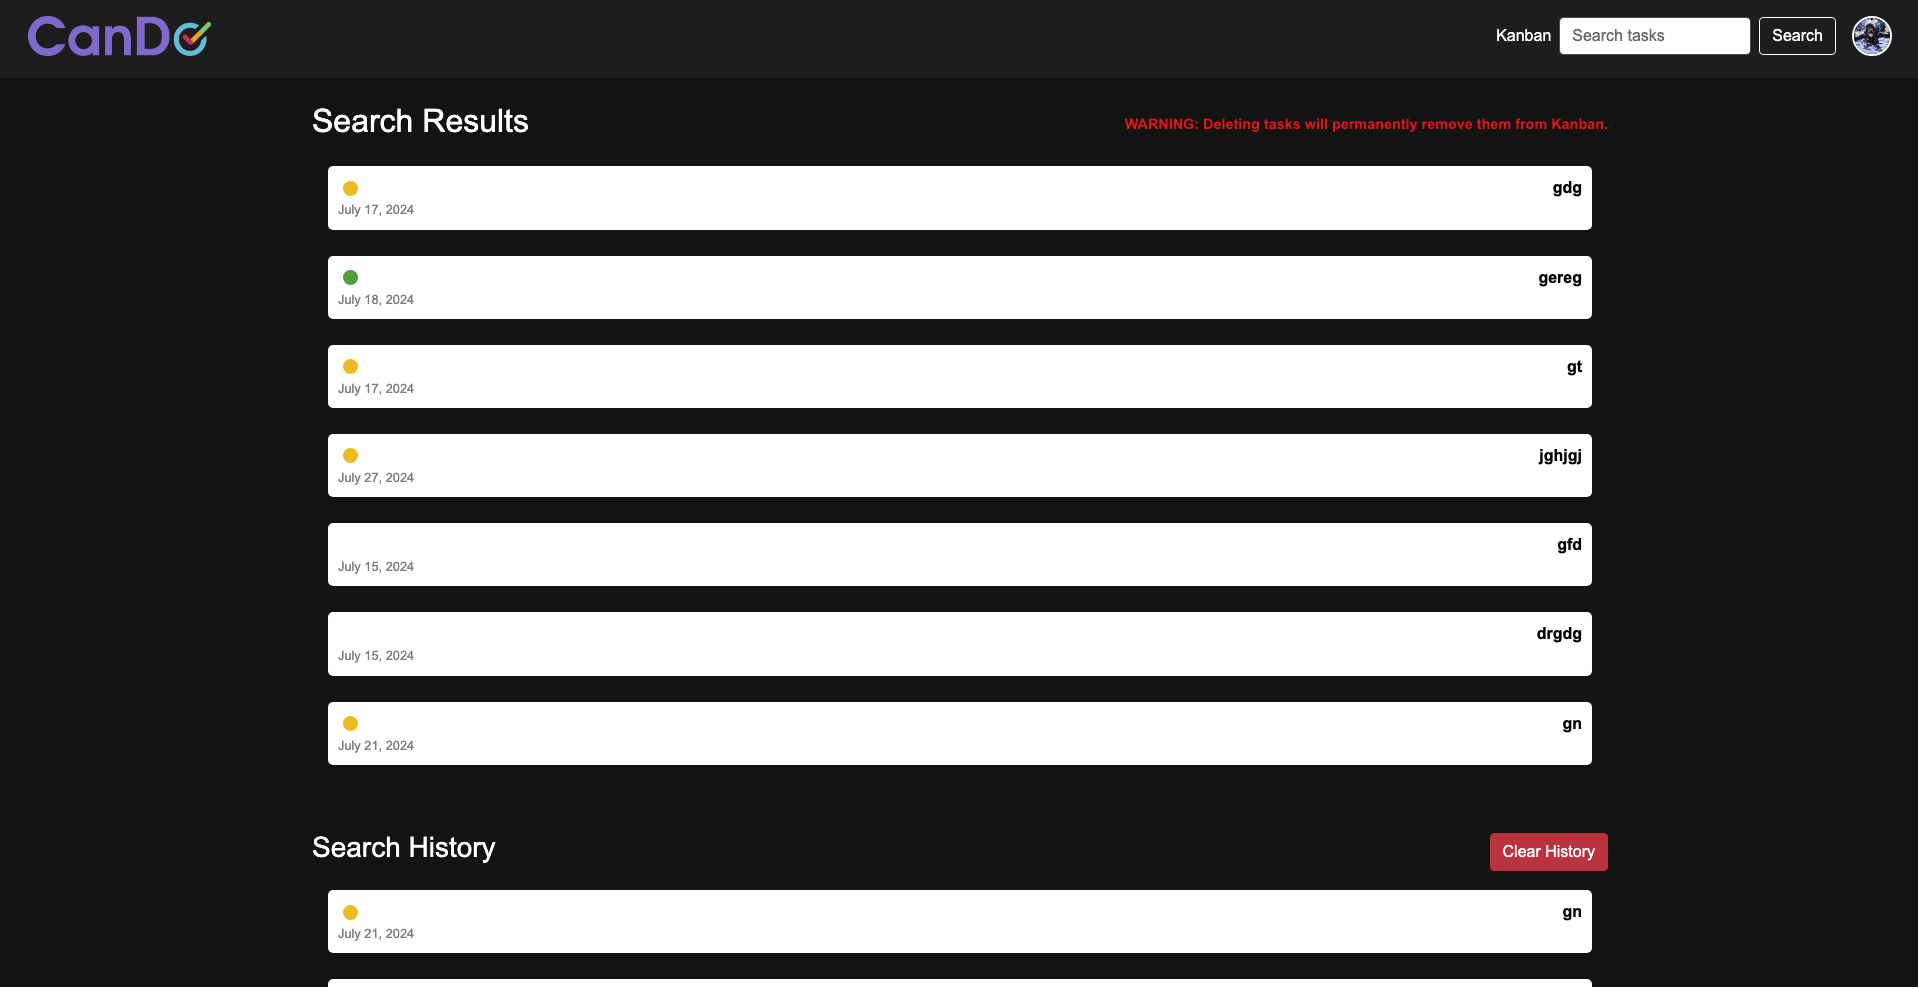 CanDo
Kanban
Search tasks
Search
Search Results
WARNING: Deleting tasks will permanently remove them from Kanban.
gdg
July 17, 2024
gereg
July 18, 2024
gt
July 17, 2024
jghjgj
July 27, 2024
gfd
July 15, 2024
drgdg
July 15, 2024
gn
July 21, 2024
Search History
Clear History
gn
July 21, 2024